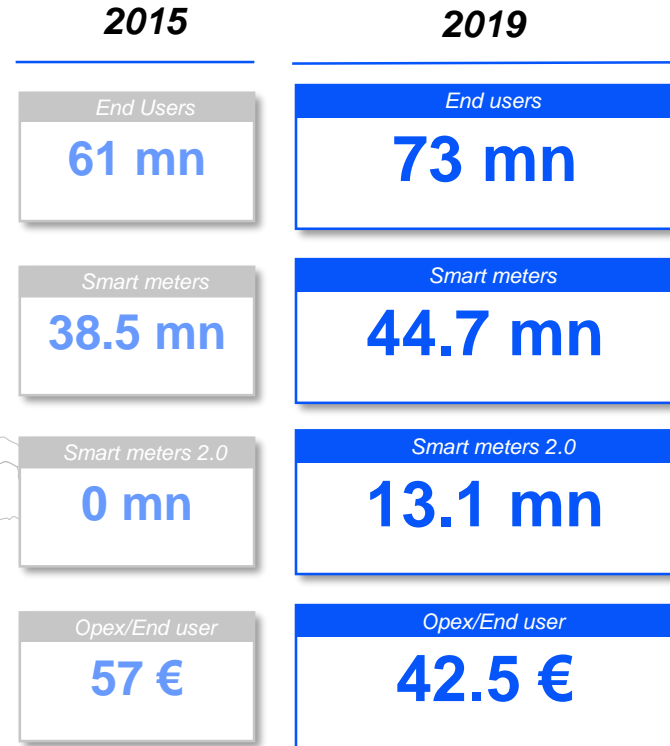 2015
2019
End Users
61 mn
End users
73 mn
Smart meters
38.5 mn
Smart meters
44.7 mn
Smart meters 2.0
0 mn
Smart meters 2.0
13.1 mn
Opex/End user
57 €
Opex/End user
42.5 €